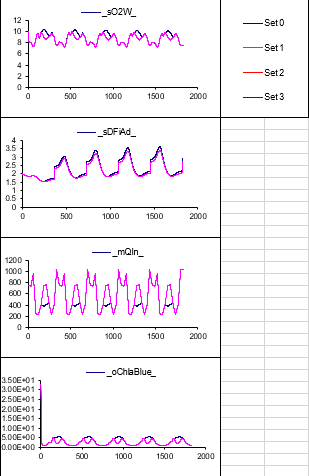 _sO2W_
12
10
8
6
4
2
0
0 500 1000 1500 2000
Set 0
Set 1
Set 2
Set 3
_sDFiAd_
4
3.5
3
2.5
2
1.5
1
0.5
0
0 500 1000 1500 2000
_mQIn_
1200
1000
800
600
400
200
0
0 500 1000 1500 2000
_oChlaBlue_
3.50E+01
3.00E+01
2.50E+01
2.00E+01
1.50E+01
1.00E+01
5.00E+00
0.00E+00
0 500 1000 1500 2000